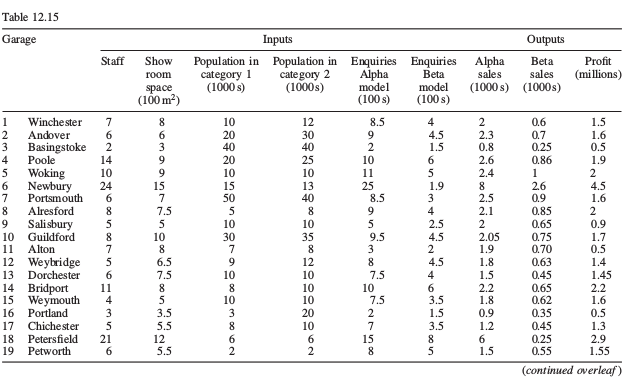 Table 12.15
Garage Inputs Outputs
Staff Show room space (100 m²) Population in category 1 (1000 s) Population in category 2 (1000 s) Enquiries Alpha model (100 s) Enquiries Beta model (100 s) Alpha sales (1000 s) Beta sales (1000 s) Profit (millions)
1 Winchester 7 8 10 12 8.5 4 2 0.6 1.5
2 Andover 6 6 20 30 9 4.5 2.3 0.7 1.6
3 Basingstoke 2 3 40 40 2 1.5 0.8 0.25 0.5
4 Poole 14 9 20 25 10 6 2.6 0.86 1.9
5 Woking 10 9 10 10 11 5 2.4 1 2
6 Newbury 24 15 15 13 25 1.9 8 2.6 4.5
7 Portsmouth 6 7 50 40 8.5 3 2.5 0.9 1.6
8 Alresford 8 7.5 5 8 9 4 2.1 0.85 2
9 Salisbury 5 5 10 10 5 2.5 2 0.65 0.9
10 Guildford 8 10 30 35 9.5 4.5 2.05 0.75 1.7
11 Alton 7 8 7 8 3 2 1.9 0.70 0.5
12 Weybridge 5 6.5 9 12 8 4.5 1.8 0.63 1.4
13 Dorchester 6 7.5 10 10 7.5 4 1.5 0.45 1.45
14 Bridport 11 8 8 10 10 6 2.2 0.65 2.2
15 Weymouth 4 5 10 10 7.5 3.5 1.8 0.62 1.6
16 Portland 3 3.5 3 20 2 1.5 0.9 0.35 0.5
17 Chichester 5 5.5 8 10 7 3.5 1.2 0.45 1.3
18 Petersfield 21 12 6 6 15 8 6 0.25 2.9
19 Petworth 6 5.5 2 2 8 5 1.5 0.55 1.55
(continued overleaf)